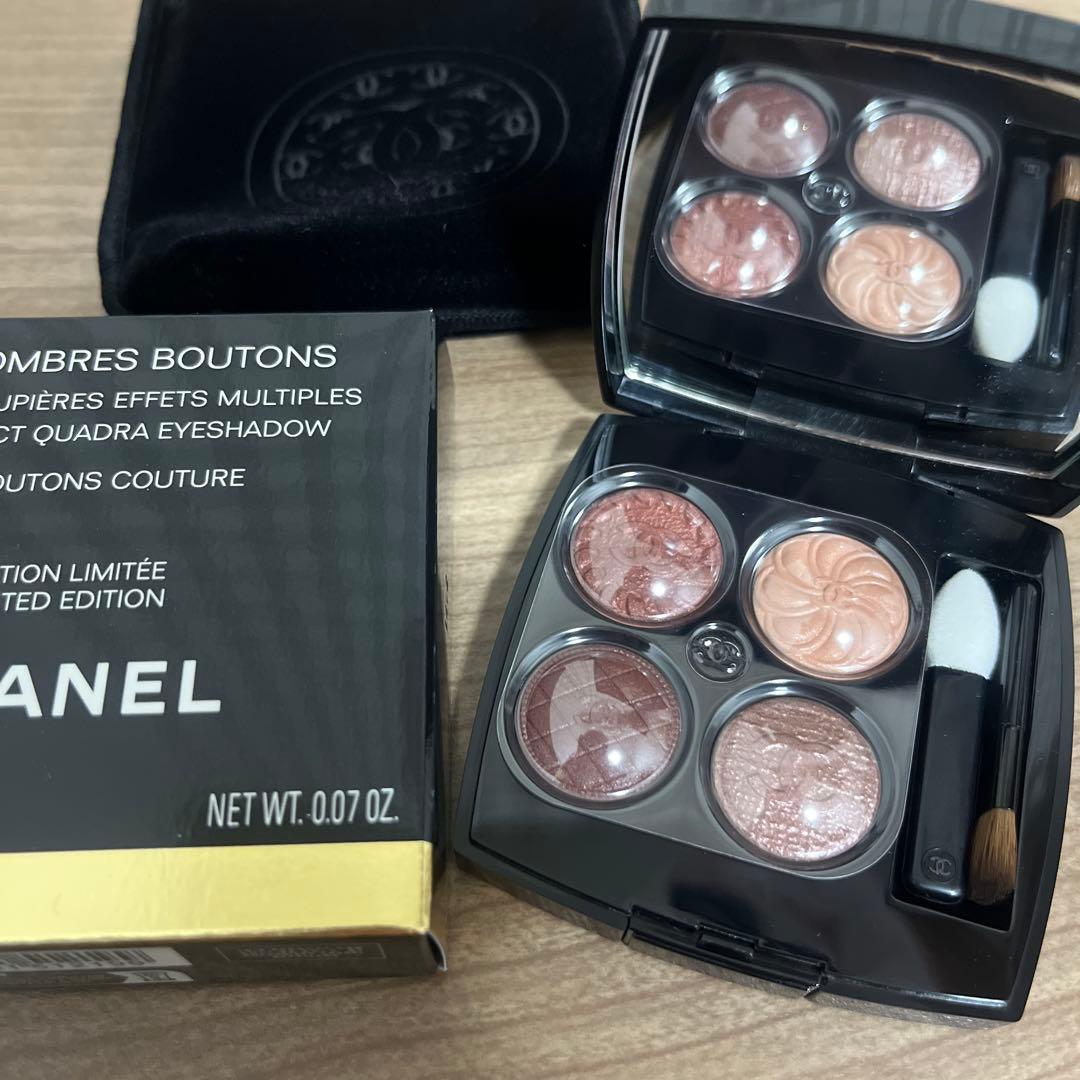 OMBRES BOUTONS
UPIÈRES EFFETS MULTIPLES
CT QUADRA EYESHADOW
OUTONS COUTURE
TION LIMITÉE
TED EDITION
ANEL
NET WT. 0.07 OZ.